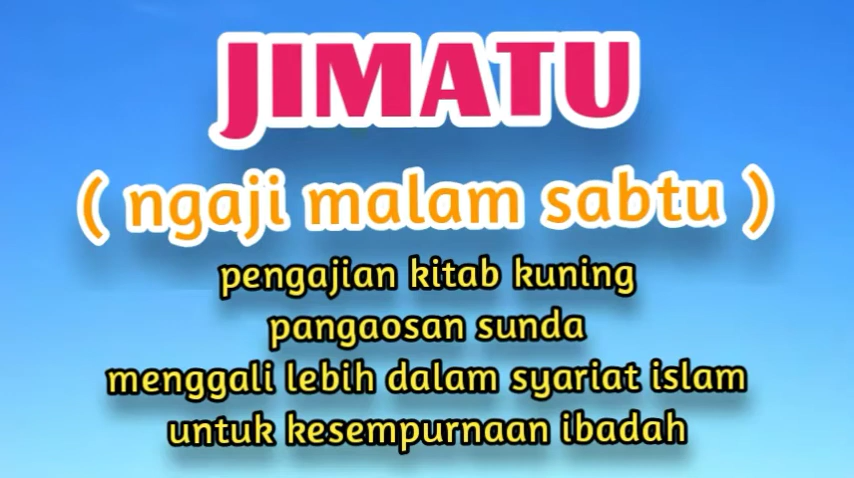 JIMATU
( ngaji malam sabtu )
pengajian kitab kuning
pangaosan sunda
menggali lebih dalam syariat islam
untuk kesempurnaan ibadah